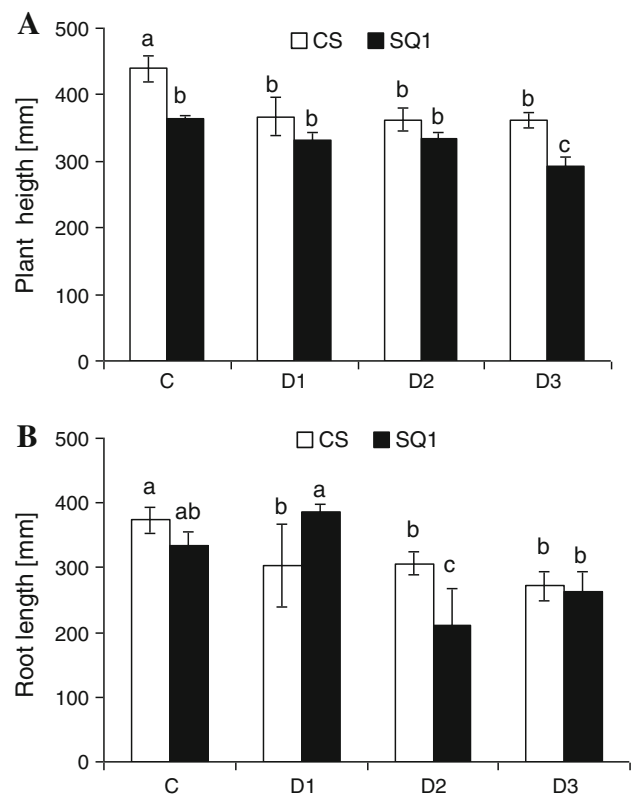 A
CS SQ1
Plant heigth [mm]
500
400
300
200
100
0
a b b b b b b c
C D1 D2 D3
B
CS SQ1
Root length [mm]
500
400
300
200
100
0
a ab b a b c b b
C D1 D2 D3